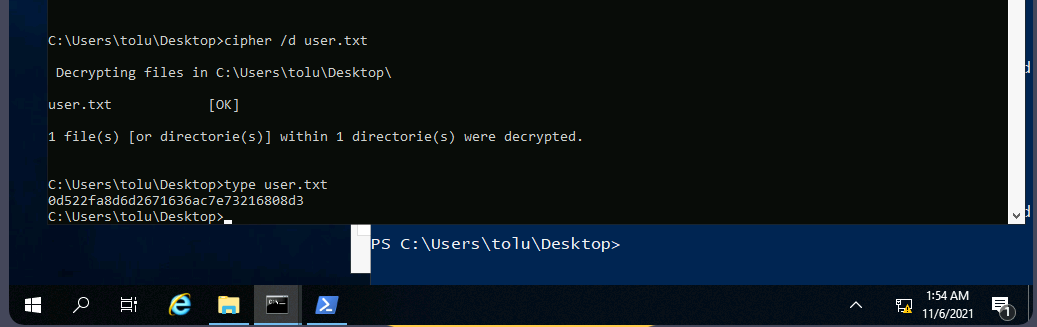 C:\Users\tolu\Desktop>cipher /d user.txt
Decrypting files in C:\Users\tolu\Desktop\
user.txt [OK]
1 file(s) [or directorie(s)] within 1 directorie(s) were decrypted.
C:\Users\tolu\Desktop>type user.txt
0d522fa8d6d2671636ac7e73216808d3
C:\Users\tolu\Desktop>
d
d
PS C:\Users\tolu\Desktop>
1:54 AM
11/6/2021
1